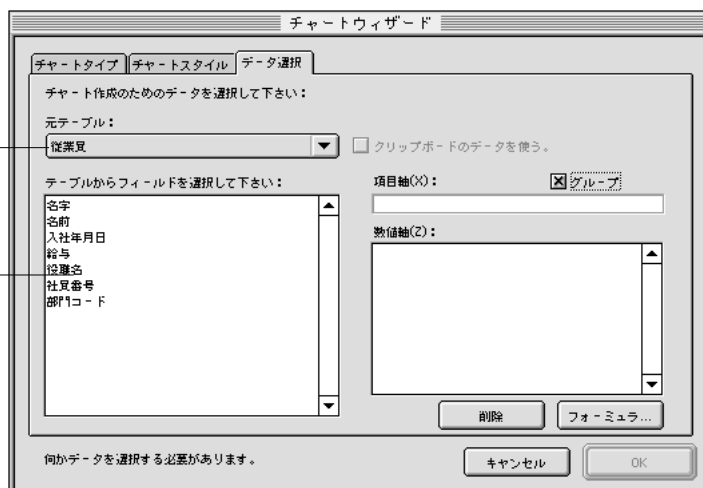 チャートウィザード
チャートタイプ チャートスタイル データ選択
チャート作成のためのデータを選択して下さい：
元テーブル：
従業員
クリップボードのデータを使う。
テーブルからフィールドを選択して下さい：
名字
名前
入社年月日
給与
役職名
社員番号
部門コード
項目軸(X)：
グループ
数値軸(Z)：
削除
フォーミュラ...
何かデータを選択する必要があります。
キャンセル
OK